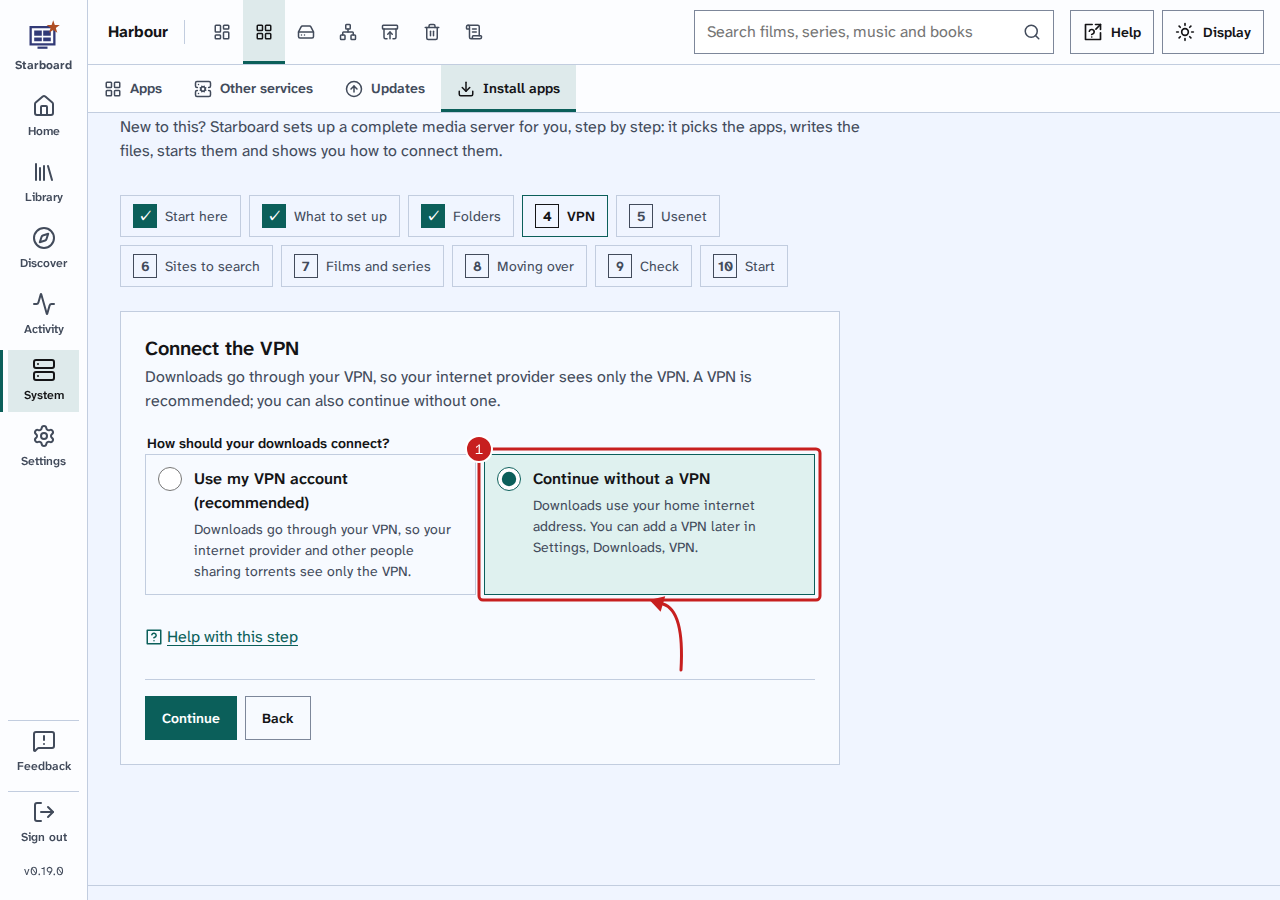 Starboard
Home
Library
Discover
Activity
System
Settings
Feedback
Sign out
v0.19.0
Harbour
Search films, series, music and books
Help
Display
Apps
Other services
Updates
Install apps
New to this? Starboard sets up a complete media server for you, step by step: it picks the apps, writes the
files, starts them and shows you how to connect them.
✓ Start here
✓ What to set up
✓ Folders
4 VPN
5 Usenet
6 Sites to search
7 Films and series
8 Moving over
9 Check
10 Start
Connect the VPN
Downloads go through your VPN, so your internet provider sees only the VPN. A VPN is
recommended; you can also continue without one.
How should your downloads connect?
Use my VPN account
(recommended)
Downloads go through your VPN, so your
internet provider and other people
sharing torrents see only the VPN.
1
Continue without a VPN
Downloads use your home internet
address. You can add a VPN later in
Settings, Downloads, VPN.
Help with this step
Continue
Back